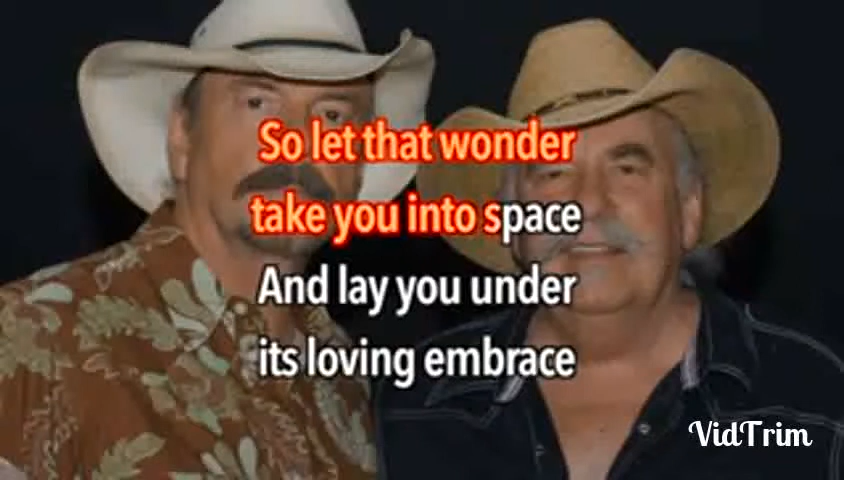 So let that wonder
take you into space
And lay you under
its loving embrace
VidTrim